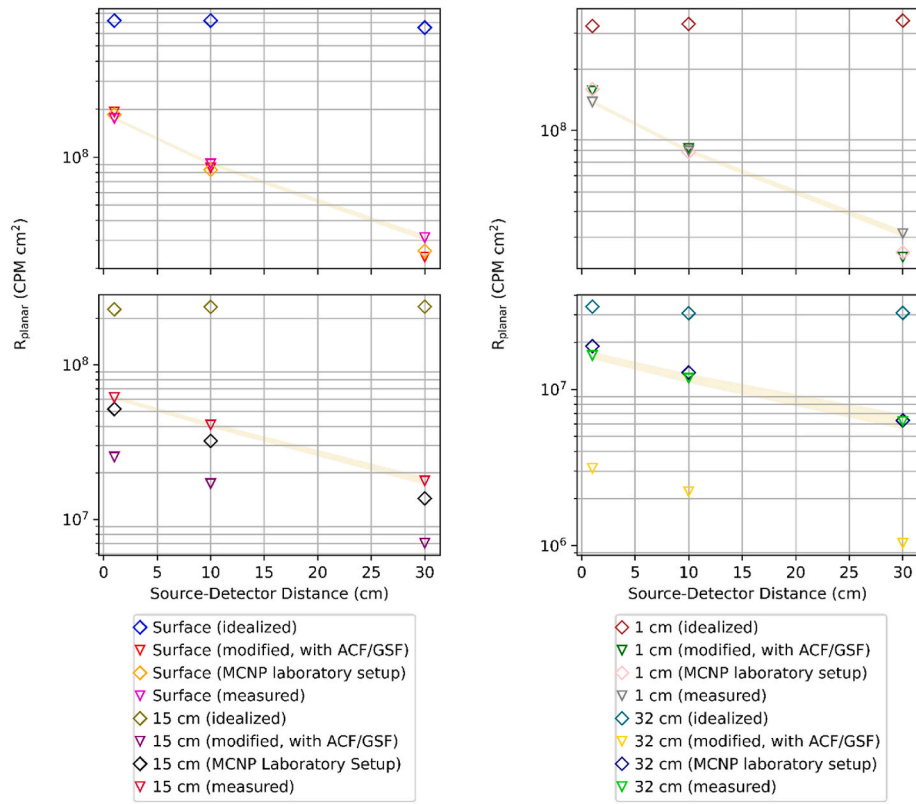 10⁸
10⁸
R_planar (CPM cm²)
R_planar (CPM cm²)
10⁸
10⁷
10⁷
10⁶
0 5 10 15 20 25 30
0 5 10 15 20 25 30
Source-Detector Distance (cm)
Source-Detector Distance (cm)
Surface (idealized)
Surface (modified, with ACF/GSF)
Surface (MCNP laboratory setup)
Surface (measured)
15 cm (idealized)
15 cm (modified, with ACF/GSF)
15 cm (MCNP Laboratory Setup)
15 cm (measured)
1 cm (idealized)
1 cm (modified, with ACF/GSF)
1 cm (MCNP laboratory setup)
1 cm (measured)
32 cm (idealized)
32 cm (modified, with ACF/GSF)
32 cm (MCNP laboratory setup)
32 cm (measured)